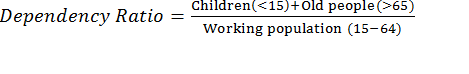 Dependency Ratio = Children(<15)+Old people(>65)
Working population (15−64)